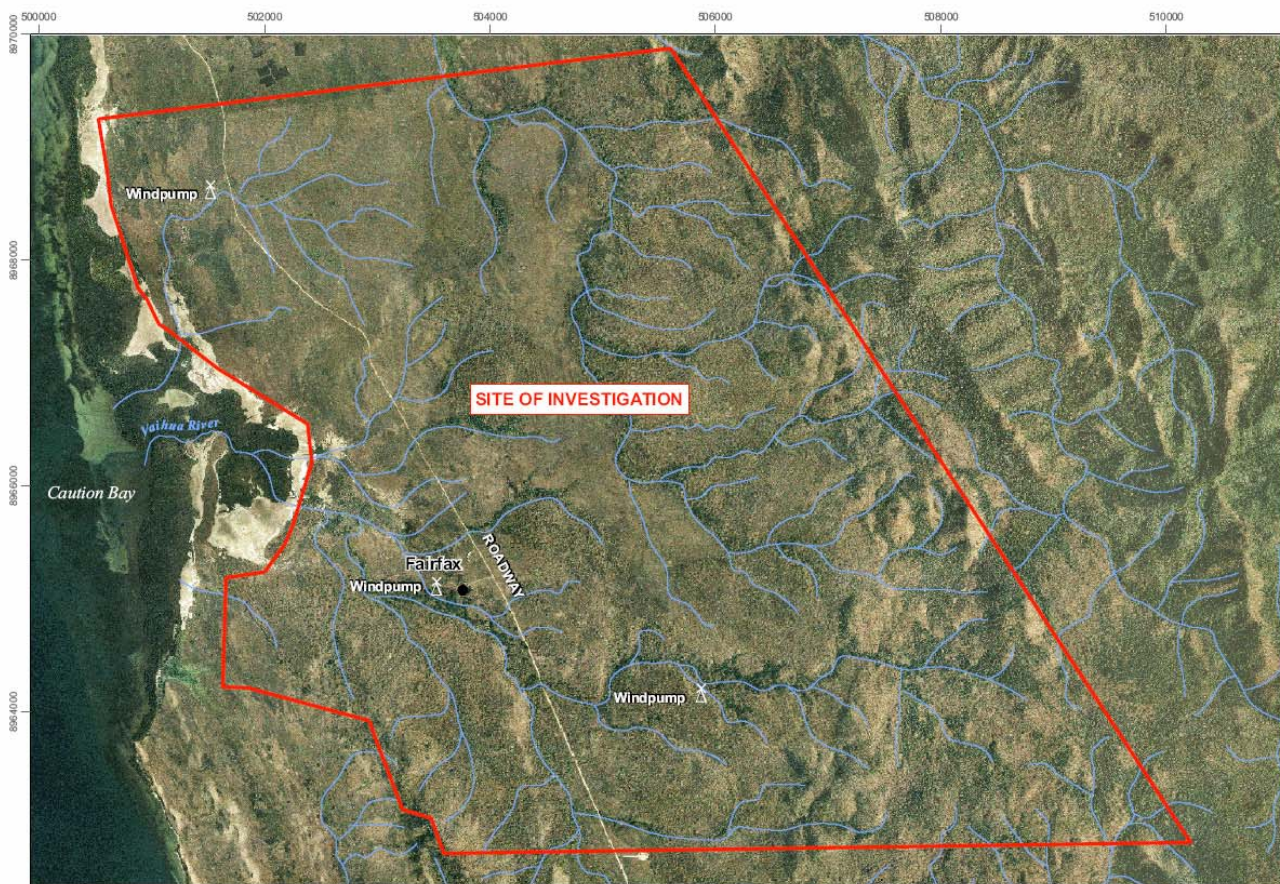 500000 502000 504000 506000 508000 510000
8970000
8968000
8966000
8964000
Windpump
SITE OF INVESTIGATION
Vaihua River
Caution Bay
ROADWAY
Fairfax
Windpump
Windpump